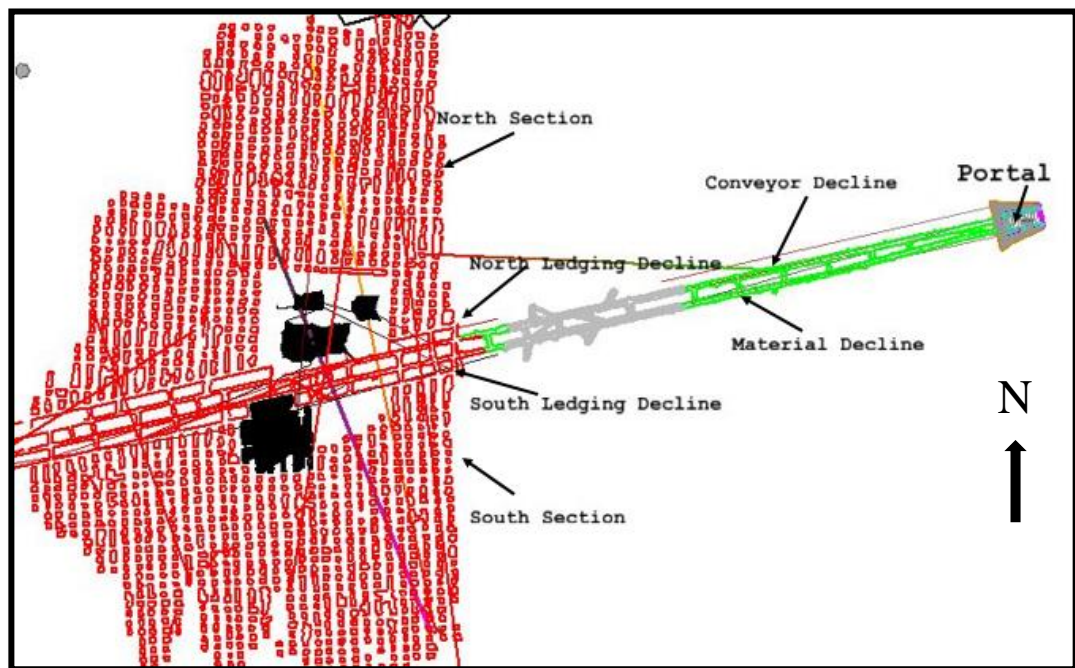 North Section
Conveyor Decline
Portal
North Ledging Decline
Material Decline
South Ledging Decline
N
South Section